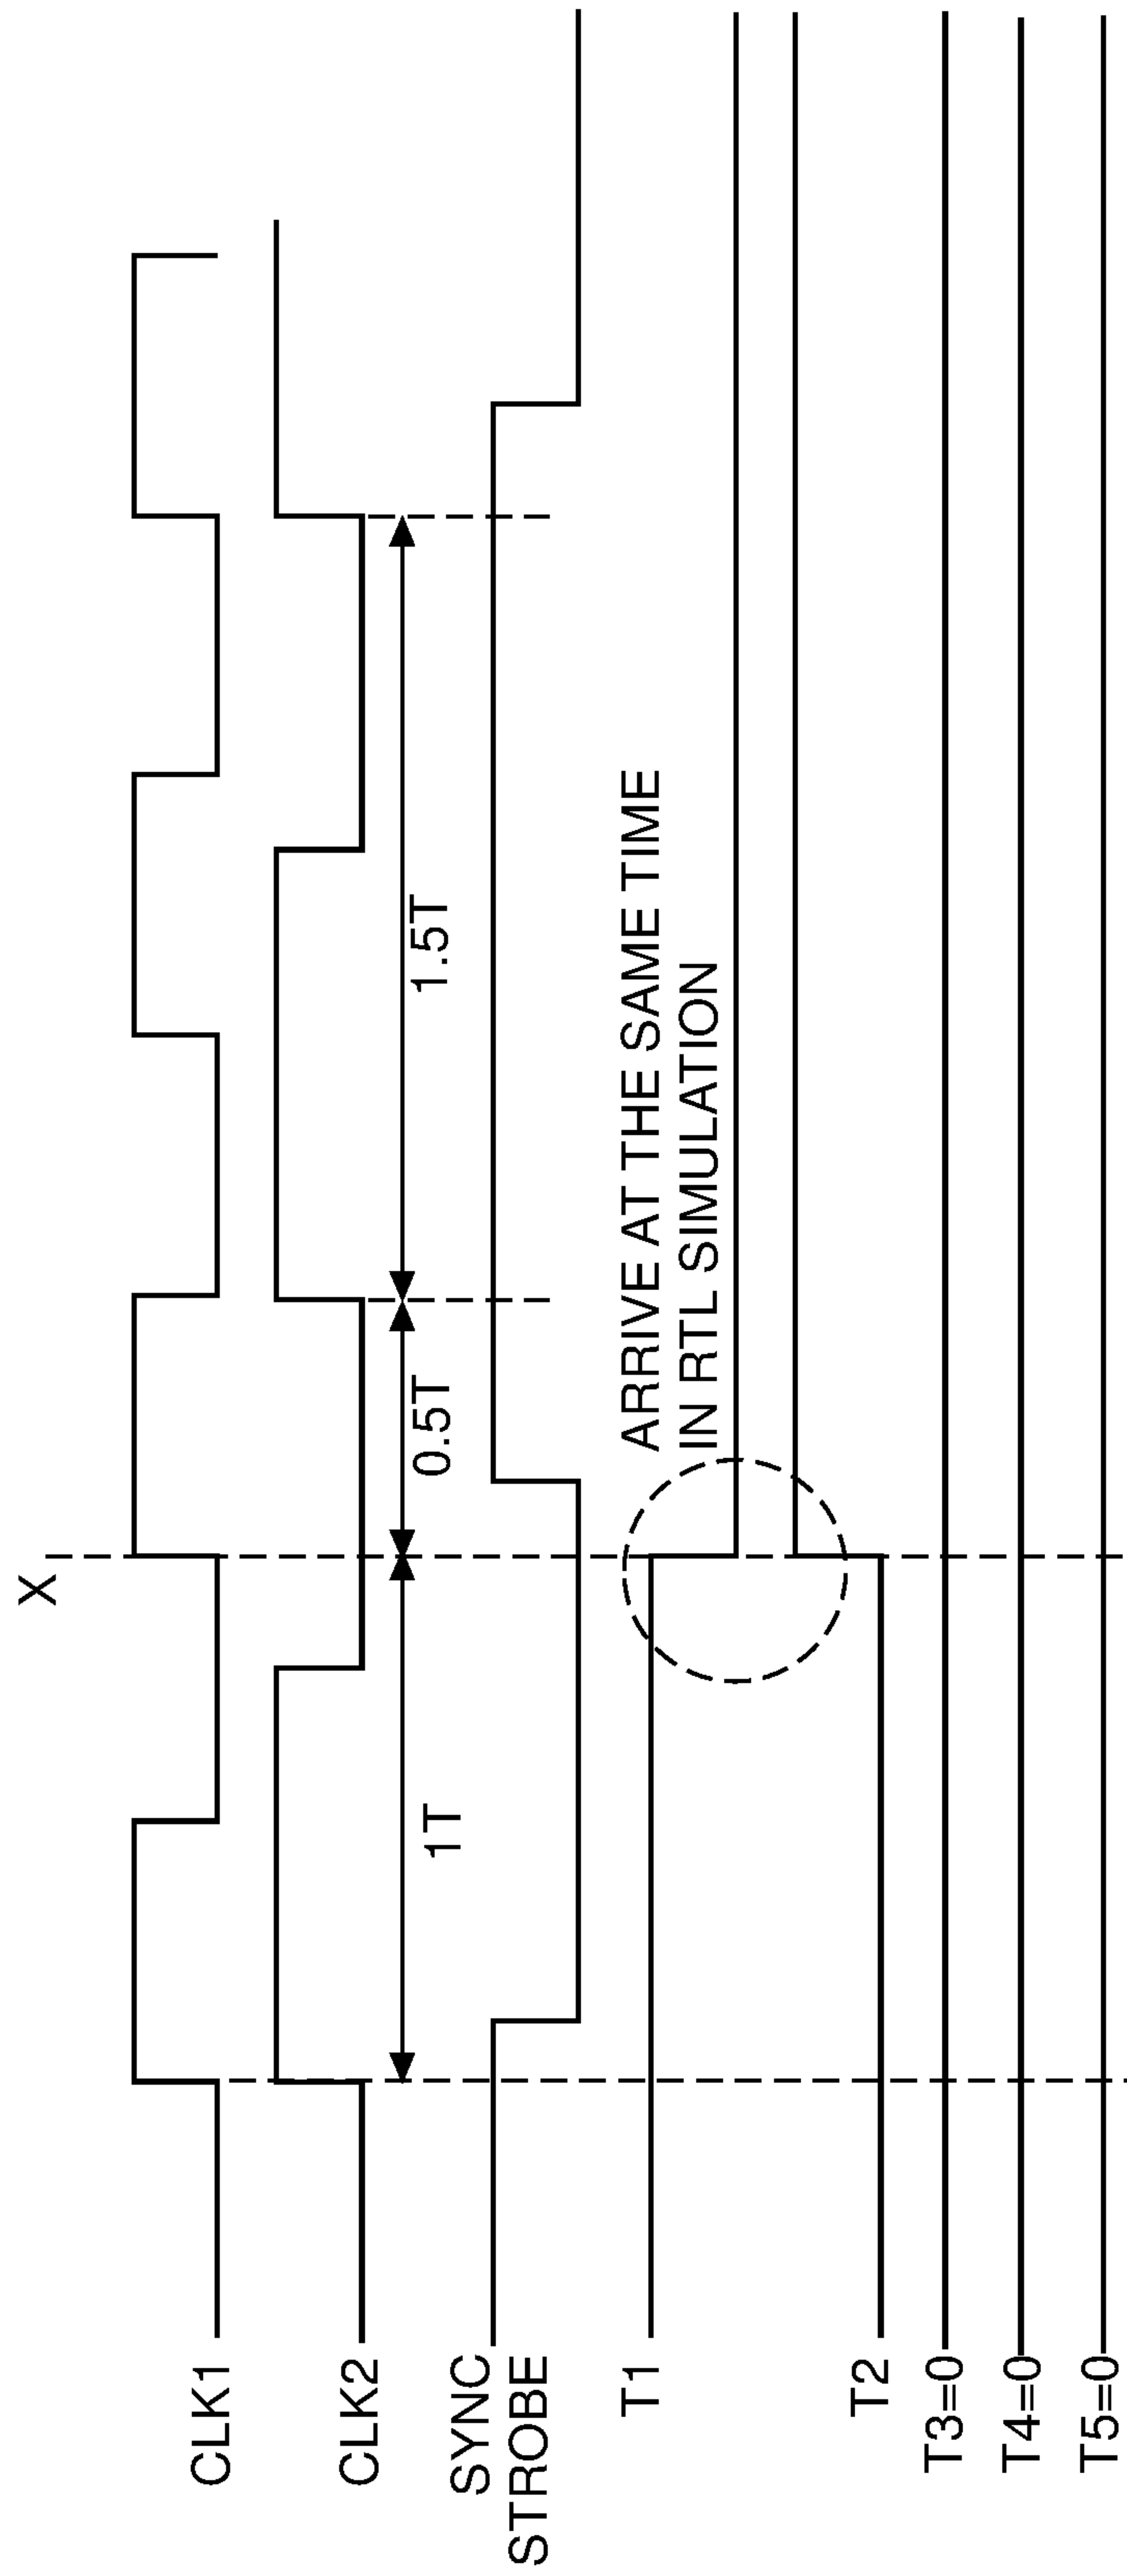 X
CLK1
CLK2
1T
0.5T
1.5T
SYNC
STROBE
ARRIVE AT THE SAME TIME
IN RTL SIMULATION
T1
T2
T3=0
T4=0
T5=0